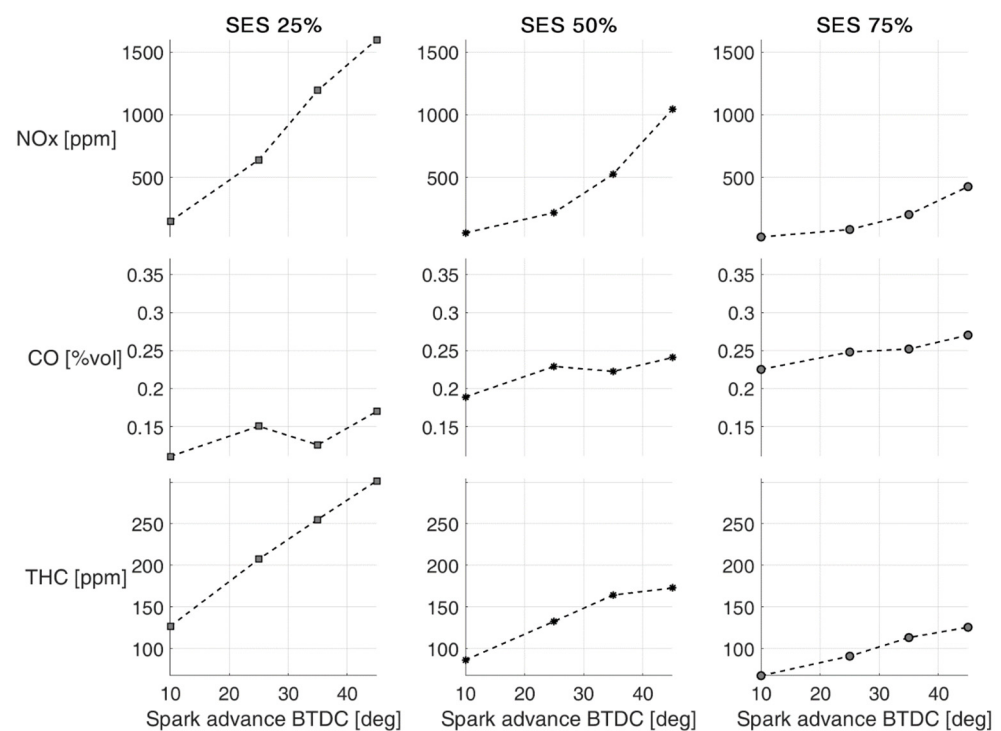 SES 25% SES 50% SES 75%
NOx [ppm]
1500 1500 1500
1000 1000 1000
500 500 500
CO [%vol]
0.35 0.35 0.35
0.3 0.3 0.3
0.25 0.25 0.25
0.2 0.2 0.2
0.15 0.15 0.15
THC [ppm]
250 250 250
200 200 200
150 150 150
100 100 100
10 20 30 40 10 20 30 40 10 20 30 40
Spark advance BTDC [deg] Spark advance BTDC [deg] Spark advance BTDC [deg]